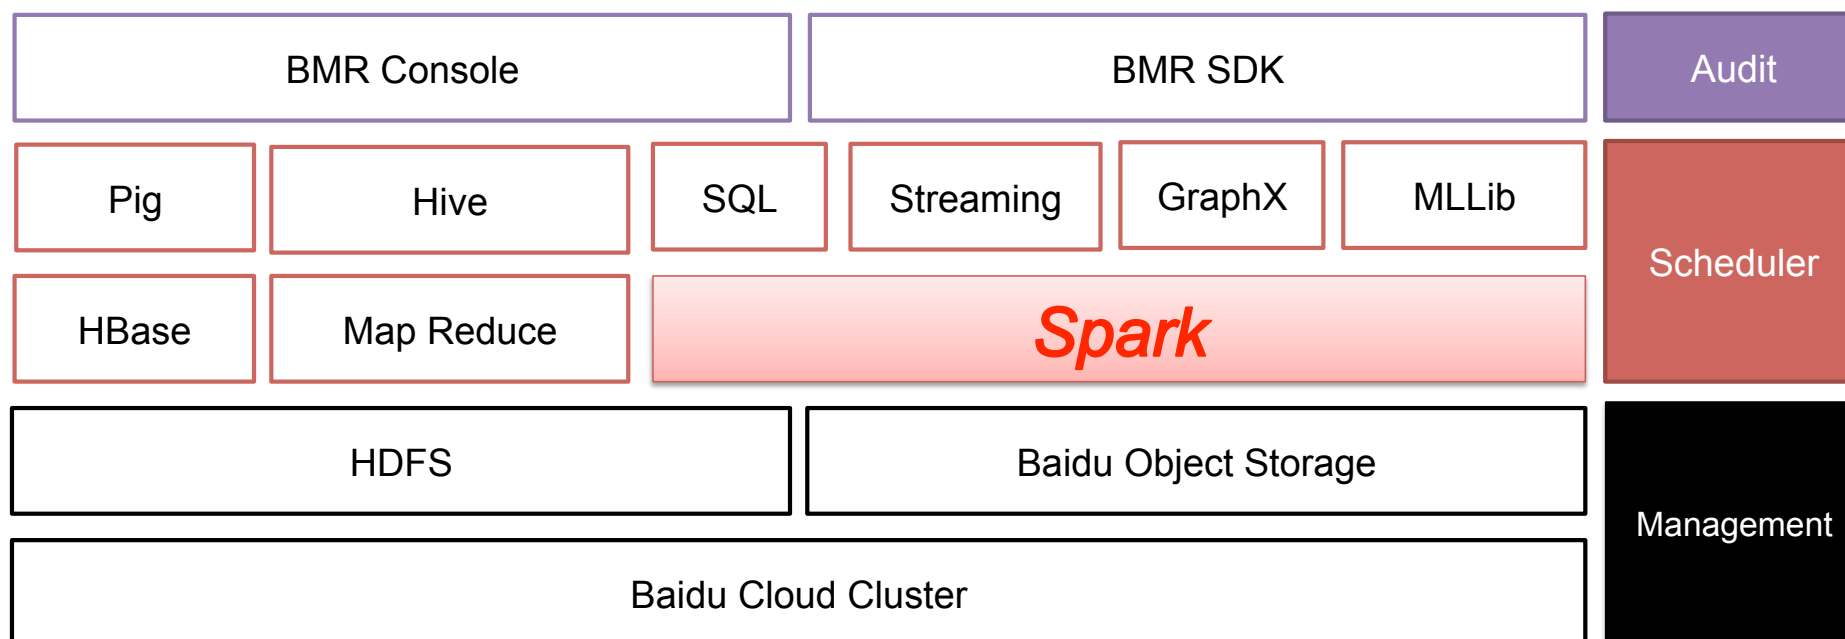 BMR Console
BMR SDK
Audit
Pig
Hive
SQL
Streaming
GraphX
MLLib
Scheduler
HBase
Map Reduce
Spark
HDFS
Baidu Object Storage
Management
Baidu Cloud Cluster